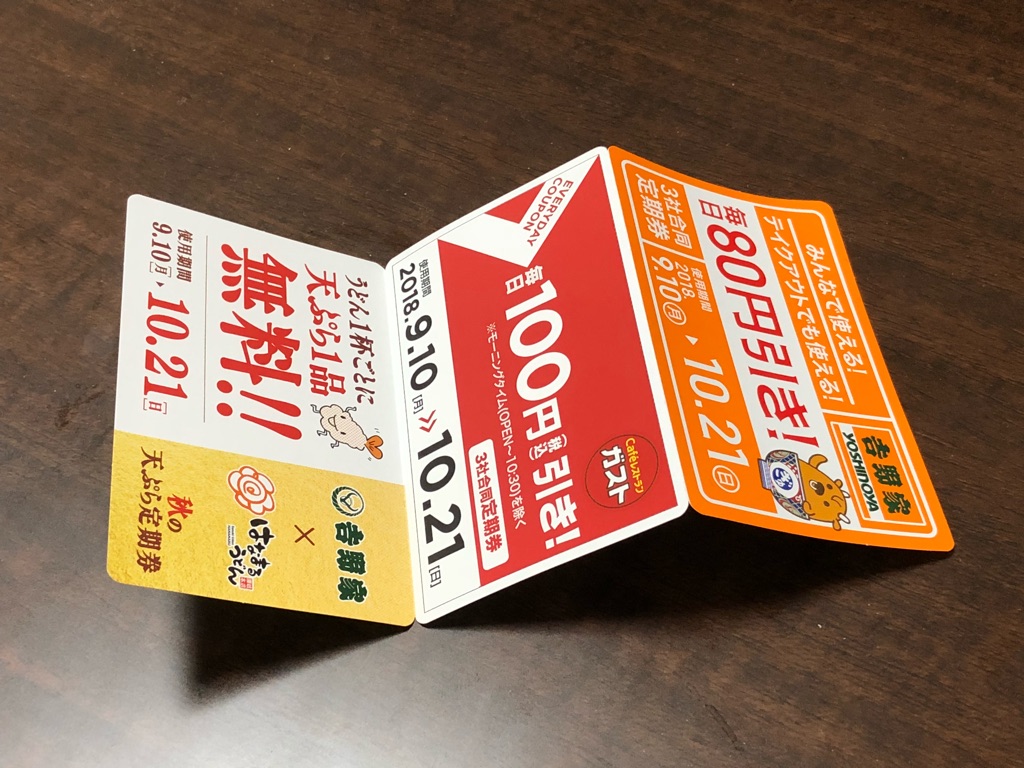 うどん1杯ごとに
天ぷら1品
無料!!
使用期間
9.10[月]▸10.21[日]
吉野家
×
はなまるうどん
秋の
天ぷら定期券
EVERYDAY
COUPON
毎日100円(税込)引き!
※モーニングタイム(OPEN〜10:30)を除く
Caféレストラン
ガスト
3社合同定期券
使用期間
2018.9.10[月]>>10.21[日]
みんなで使える!
テイクアウトでも使える!
吉野家
YOSHINOYA
毎日80円引き!
3社合同
定期券
使用期間
2018
9.10(月)▶10.21(日)